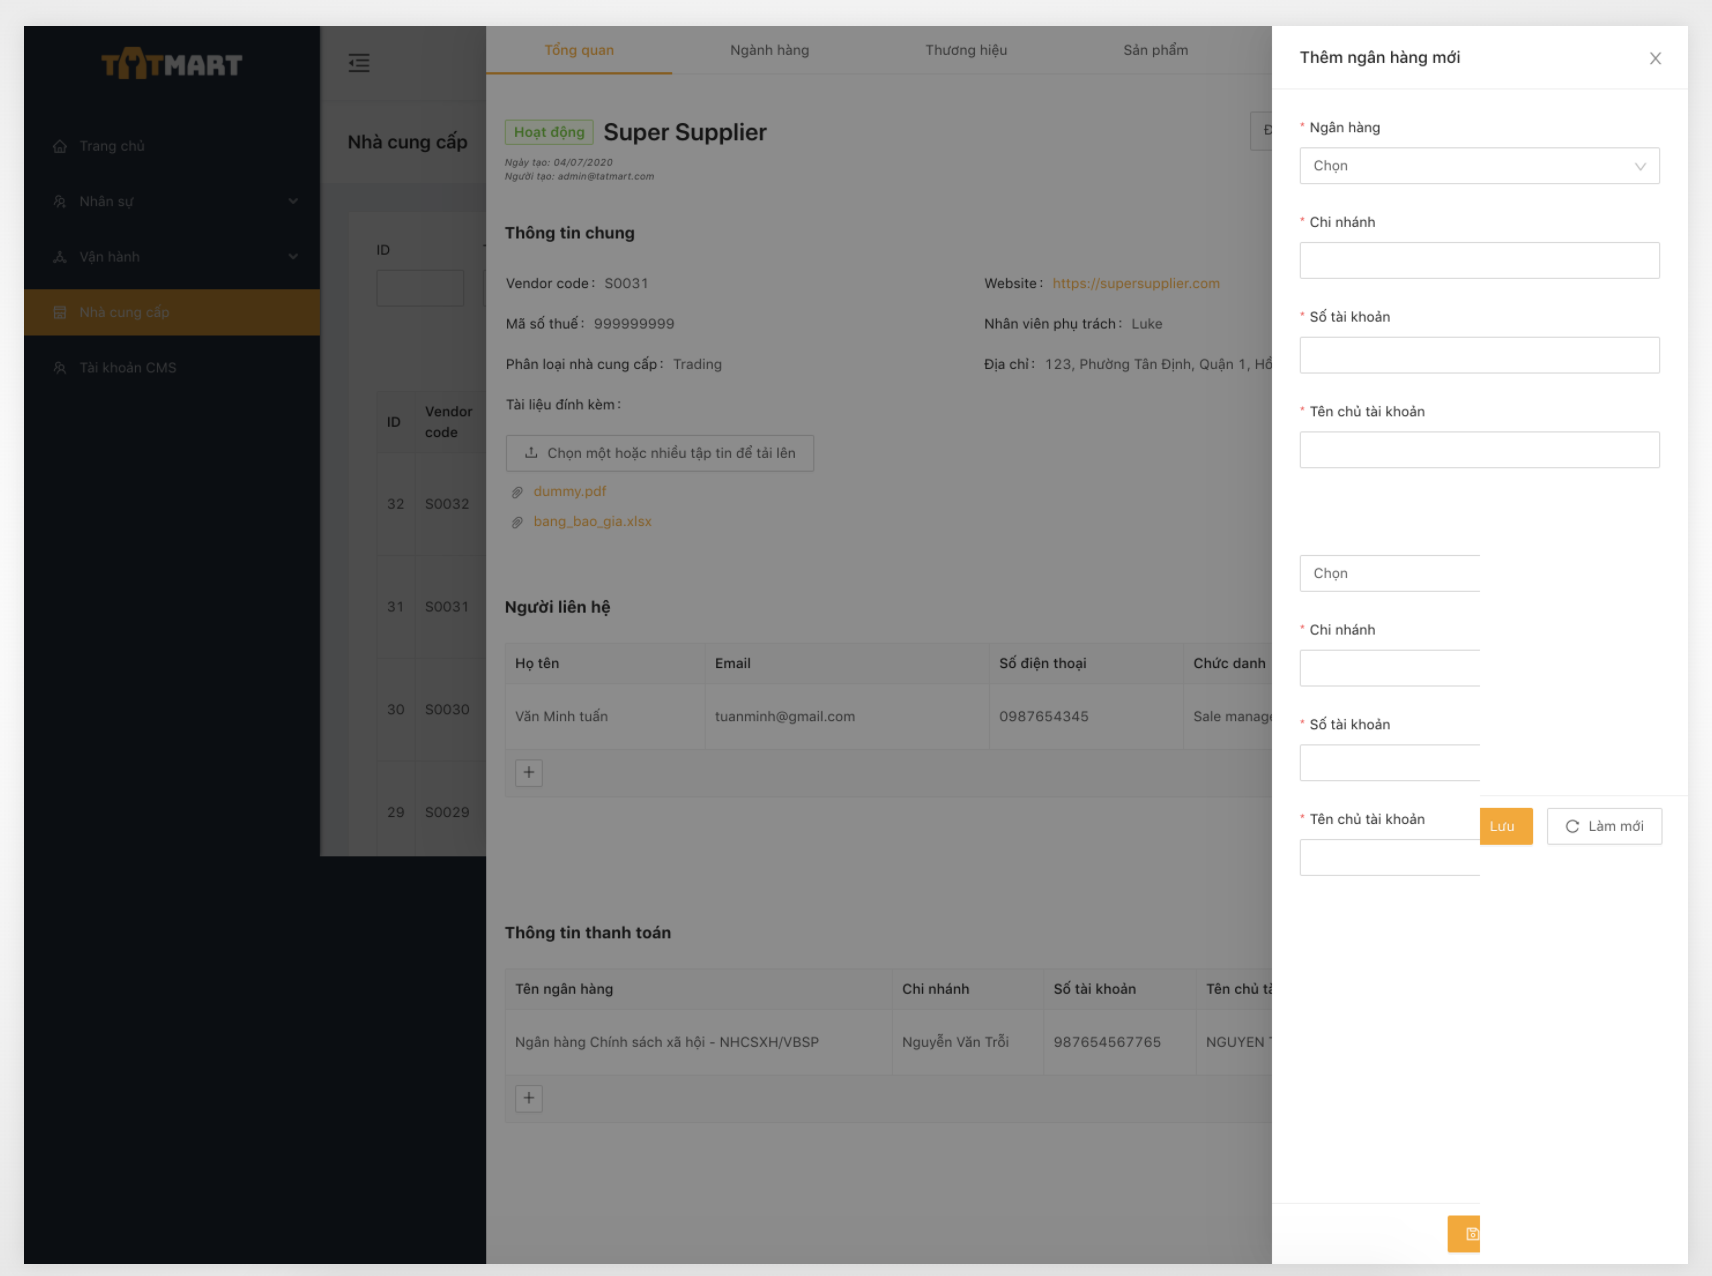 TATMART
Trang chủ
Nhân sự
Vận hành
Nhà cung cấp
Tài khoản CMS
Nhà cung cấp
ID
ID
Vendor code
32 S0032
31 S0031
30 S0030
29 S0029
Tổng quan
Ngành hàng
Thương hiệu
Sản phẩm
Hoạt động
Super Supplier
Ngày tạo: 04/07/2020
Người tạo: admin@tatmart.com
Thông tin chung
Vendor code: S0031
Website: https://supersupplier.com
Mã số thuế: 999999999
Nhân viên phụ trách: Luke
Phân loại nhà cung cấp: Trading
Địa chỉ: 123, Phường Tân Định, Quận 1, Hồ
Tài liệu đính kèm:
Chọn một hoặc nhiều tập tin để tải lên
dummy.pdf
bang_bao_gia.xlsx
Người liên hệ
Họ tên Email Số điện thoại Chức danh
Văn Minh tuấn tuanminh@gmail.com 0987654345 Sale manage
Thông tin thanh toán
Tên ngân hàng Chi nhánh Số tài khoản Tên chủ tà
Ngân hàng Chính sách xã hội - NHCSXH/VBSP Nguyễn Văn Trỗi 987654567765 NGUYEN
Thêm ngân hàng mới
* Ngân hàng
Chọn
* Chi nhánh
* Số tài khoản
* Tên chủ tài khoản
Chọn
* Chi nhánh
* Số tài khoản
* Tên chủ tài khoản
Lưu
Làm mới